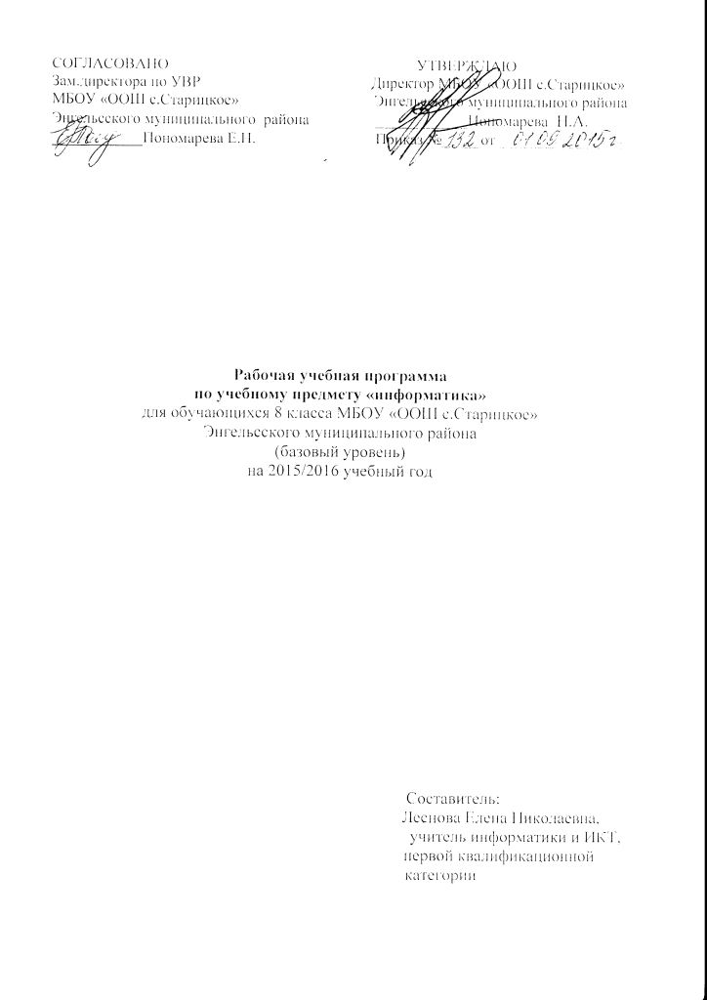 СОГЛАСОВАНО
Зам.директора по УВР
МБОУ «ООШ с.Старицкое»
Энгельсского муниципального района
Пономарева Е.Н.
УТВЕРЖДАЮ
Директор МБОУ «ООШ с.Старицкое»
Энгельсского муниципального района
Пономарева Н.А.
Приказ № 132 от 01 09 2015 г.
Рабочая учебная программа
по учебному предмету «информатика»
для обучающихся 8 класса МБОУ «ООШ с.Старицкое»
Энгельсского муниципального района
(базовый уровень)
на 2015/2016 учебный год
Составитель:
Леснова Елена Николаевна,
учитель информатики и ИКТ,
первой квалификационной
категории